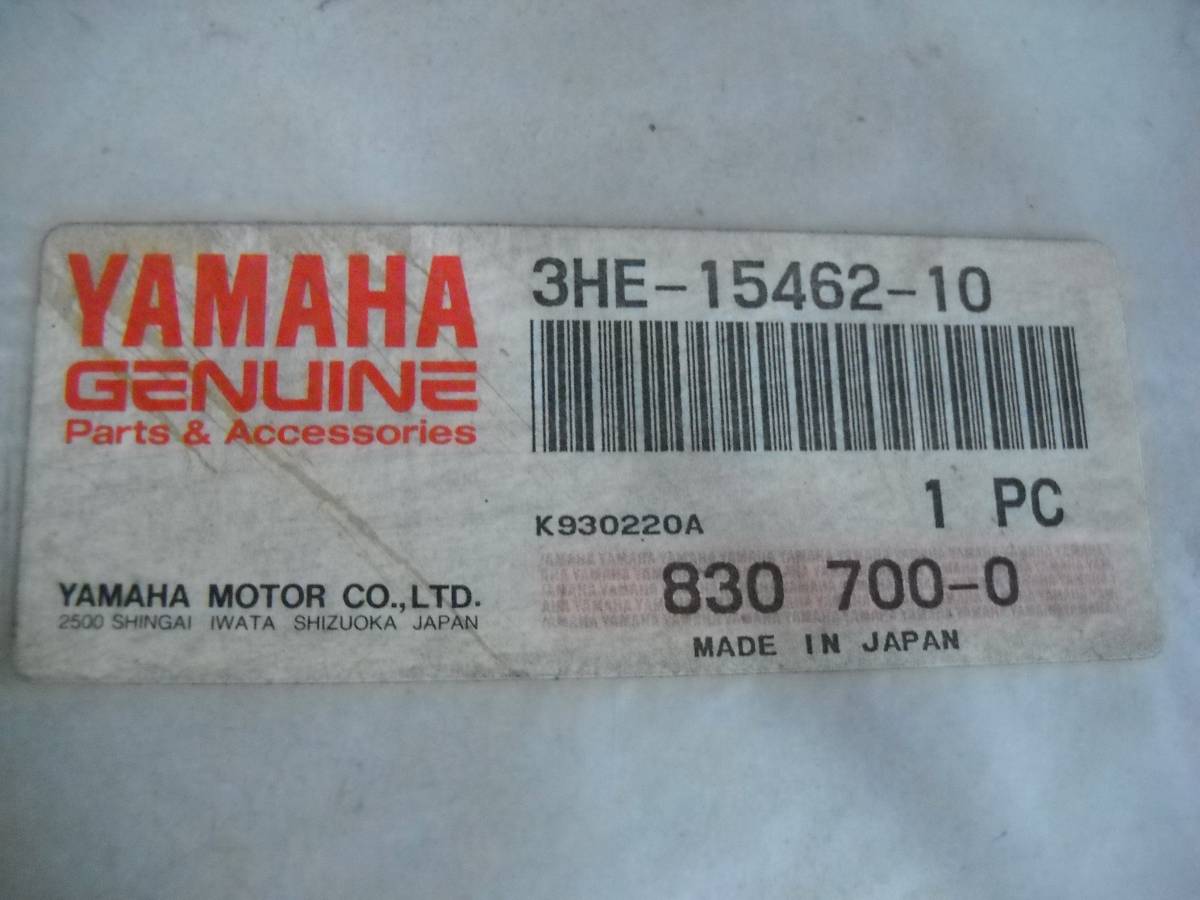 YAMAHA
GENUINE
Parts & Accessories
YAMAHA MOTOR CO.,LTD.
2500 SHINGAI IWATA SHIZUOKA JAPAN
3HE-15462-10
1 PC
K930220A
830 700-0
MADE IN JAPAN